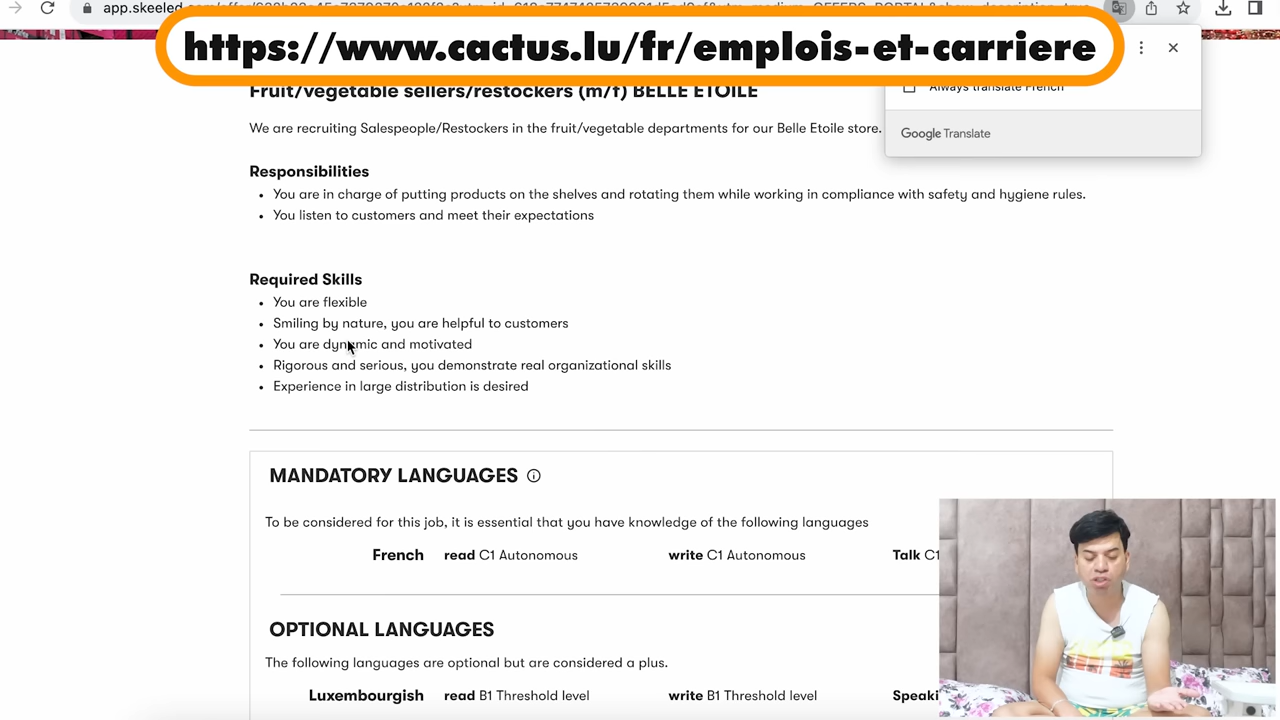 https://www.cactus.lu/fr/emplois-et-carriere
Fruit/vegetable sellers/restockers (m/f) BELLE ETOILE
Always translate French
We are recruiting Salespeople/Restockers in the fruit/vegetable departments for our Belle Etoile store.
Google Translate
Responsibilities
• You are in charge of putting products on the shelves and rotating them while working in compliance with safety and hygiene rules.
• You listen to customers and meet their expectations
Required Skills
• You are flexible
• Smiling by nature, you are helpful to customers
• You are dynamic and motivated
• Rigorous and serious, you demonstrate real organizational skills
• Experience in large distribution is desired
MANDATORY LANGUAGES
To be considered for this job, it is essential that you have knowledge of the following languages
French read C1 Autonomous write C1 Autonomous Talk C1
OPTIONAL LANGUAGES
The following languages are optional but are considered a plus.
Luxembourgish read B1 Threshold level write B1 Threshold level Speaki